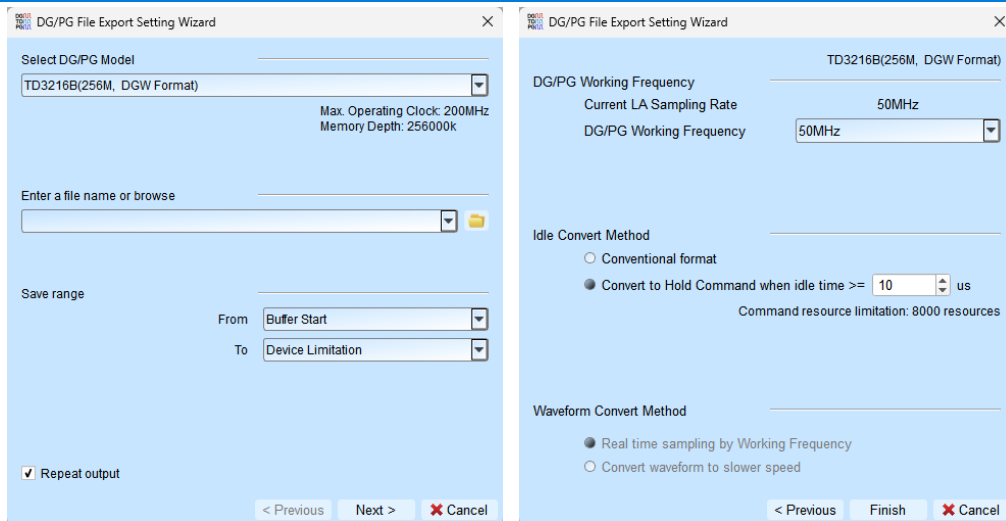 DG/PG File Export Setting Wizard
Select DG/PG Model
TD3216B(256M, DGW Format)
Max. Operating Clock: 200MHz
Memory Depth: 256000k
Enter a file name or browse
Save range
From Buffer Start
To Device Limitation
Repeat output
< Previous Next > Cancel
DG/PG File Export Setting Wizard
TD3216B(256M, DGW Format)
DG/PG Working Frequency
Current LA Sampling Rate 50MHz
DG/PG Working Frequency 50MHz
Idle Convert Method
Conventional format
Convert to Hold Command when idle time >= 10 us
Command resource limitation: 8000 resources
Waveform Convert Method
Real time sampling by Working Frequency
Convert waveform to slower speed
< Previous Finish Cancel